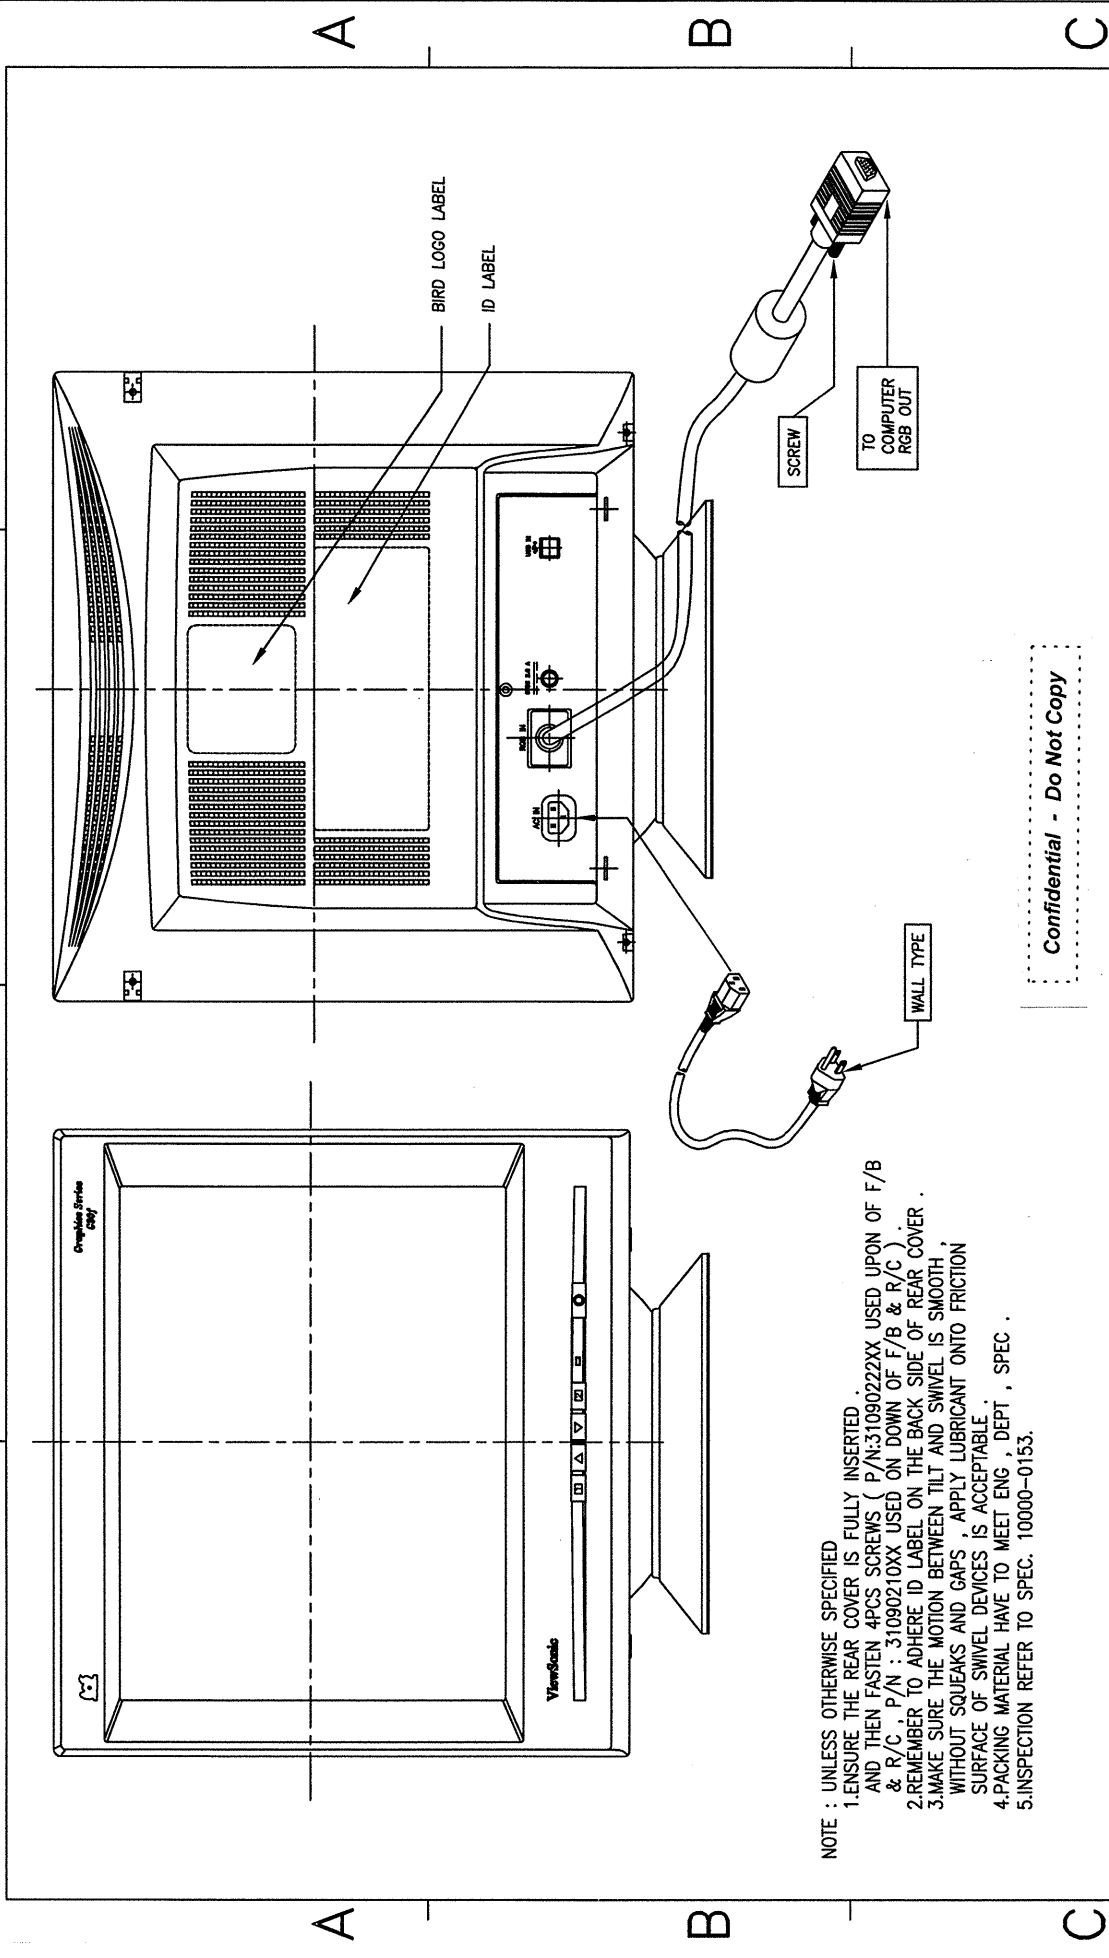 A
B
C
Graphics Series
ViewSonic
BIRD LOGO LABEL
ID LABEL
AC IN
RGB IN
USB IN
SCREW
TO
COMPUTER
RGB OUT
WALL TYPE
NOTE : UNLESS OTHERWISE SPECIFIED
1.ENSURE THE REAR COVER IS FULLY INSERTED .
AND THEN FASTEN 4PCS SCREWS ( P/N:31090222XX USED UPON OF F/B
& R/C , P/N : 31090210XX USED ON DOWN OF F/B & R/C ) .
2.REMEMBER TO ADHERE ID LABEL ON THE BACK SIDE OF REAR COVER .
3.MAKE SURE THE MOTION BETWEEN TILT AND SWIVEL IS SMOOTH ,
WITHOUT SQUEAKS AND GAPS , APPLY LUBRICANT ONTO FRICTION
SURFACE OF SWIVEL DEVICES IS ACCEPTABLE .
4.PACKING MATERIAL HAVE TO MEET ENG , DEPT , SPEC .
5.INSPECTION REFER TO SPEC. 10000-0153.
Confidential - Do Not Copy
A
B
C